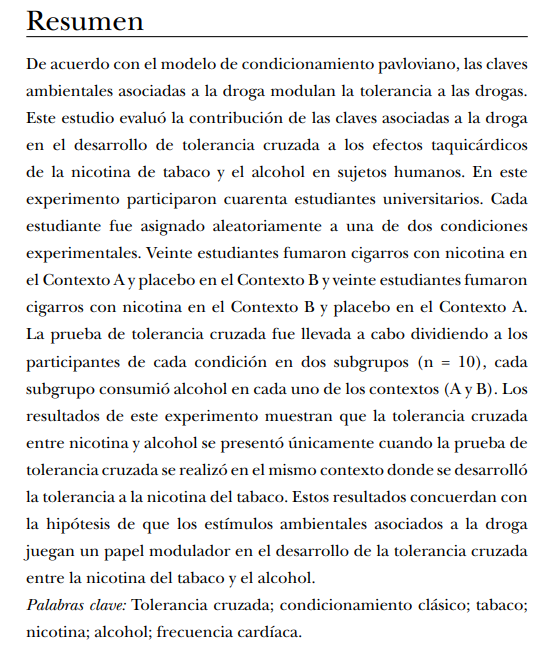 Resumen
De acuerdo con el modelo de condicionamiento pavloviano, las claves
ambientales asociadas a la droga modulan la tolerancia a las drogas.
Este estudio evaluó la contribución de las claves asociadas a la droga
en el desarrollo de tolerancia cruzada a los efectos taquicárdicos
de la nicotina de tabaco y el alcohol en sujetos humanos. En este
experimento participaron cuarenta estudiantes universitarios. Cada
estudiante fue asignado aleatoriamente a una de dos condiciones
experimentales. Veinte estudiantes fumaron cigarros con nicotina en
el Contexto A y placebo en el Contexto B y veinte estudiantes fumaron
cigarros con nicotina en el Contexto B y placebo en el Contexto A.
La prueba de tolerancia cruzada fue llevada a cabo dividiendo a los
participantes de cada condición en dos subgrupos (n = 10), cada
subgrupo consumió alcohol en cada uno de los contextos (A y B). Los
resultados de este experimento muestran que la tolerancia cruzada
entre nicotina y alcohol se presentó únicamente cuando la prueba de
tolerancia cruzada se realizó en el mismo contexto donde se desarrolló
la tolerancia a la nicotina del tabaco. Estos resultados concuerdan con
la hipótesis de que los estímulos ambientales asociados a la droga
juegan un papel modulador en el desarrollo de la tolerancia cruzada
entre la nicotina del tabaco y el alcohol.
Palabras clave: Tolerancia cruzada; condicionamiento clásico; tabaco;
nicotina; alcohol; frecuencia cardíaca.